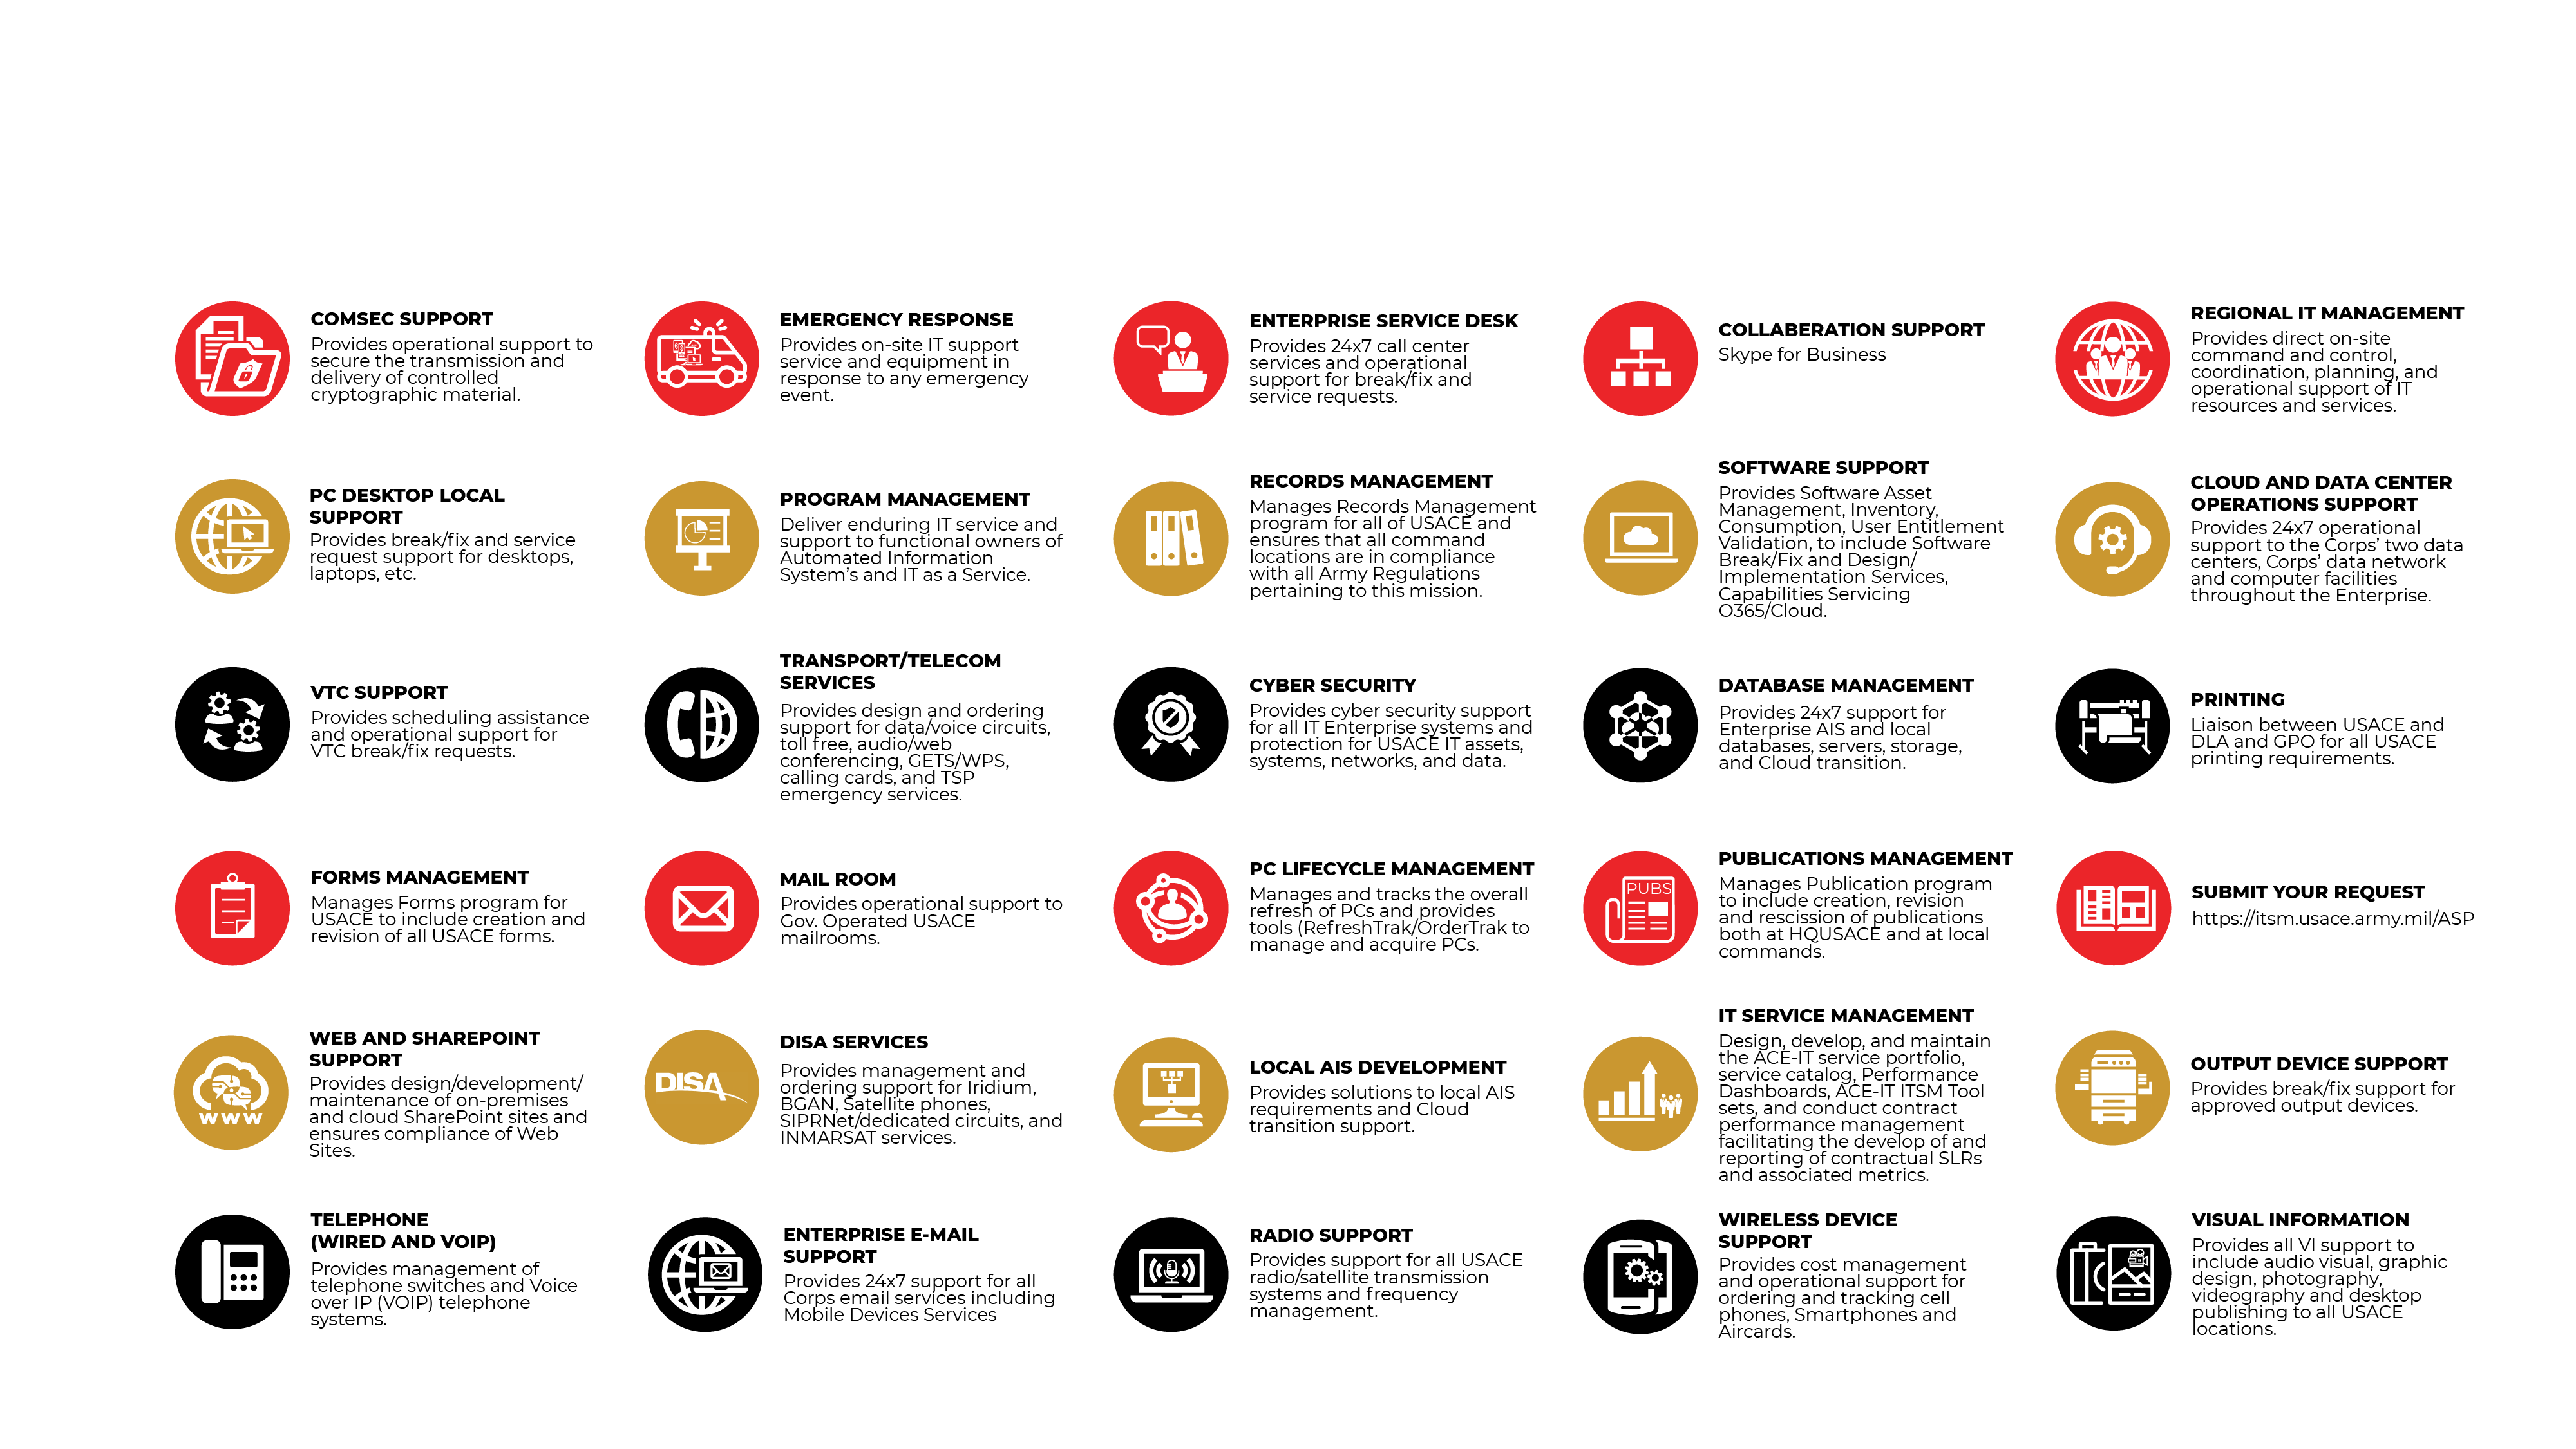 COMSEC SUPPORT
Provides operational support to
secure the transmission and
delivery of controlled
cryptographic material.
EMERGENCY RESPONSE
Provides on-site IT support
service and equipment in
response to any emergency
event.
ENTERPRISE SERVICE DESK
Provides 24x7 call center
services and operational
support for break/fix and
service requests.
COLLABERATION SUPPORT
Skype for Business
REGIONAL IT MANAGEMENT
Provides direct on-site
command and control,
coordination, planning, and
operational support of IT
resources and services.
PC DESKTOP LOCAL
SUPPORT
Provides break/fix and service
request support for desktops,
laptops, etc.
PROGRAM MANAGEMENT
Deliver enduring IT service and
support to functional owners of
Automated Information
System's and IT as a Service.
RECORDS MANAGEMENT
Manages Records Management
program for all of USACE and
ensures that all command
locations are in compliance
with all Army Regulations
pertaining to this mission.
SOFTWARE SUPPORT
Provides Software Asset
Management, Inventory,
Consumption, User Entitlement
Validation, to include Software
Break/Fix and Design/
Implementation Services,
Capabilities Servicing
O365/Cloud.
CLOUD AND DATA CENTER
OPERATIONS SUPPORT
Provides 24x7 operational
support to the Corps' two data
centers, Corps' data network
and computer facilities
throughout the Enterprise.
VTC SUPPORT
Provides scheduling assistance
and operational support for
VTC break/fix requests.
TRANSPORT/TELECOM
SERVICES
Provides design and ordering
support for data/voice circuits,
toll free, audio/web
conferencing, GETS/WPS,
calling cards, and TSP
emergency services.
CYBER SECURITY
Provides cyber security support
for all IT Enterprise systems and
protection for USACE IT assets,
systems, networks, and data.
DATABASE MANAGEMENT
Provides 24x7 support for
Enterprise AIS and local
databases, servers, storage,
and Cloud transition.
PRINTING
Liaison between USACE and
DLA and GPO for all USACE
printing requirements.
FORMS MANAGEMENT
Manages Forms program for
USACE to include creation and
revision of all USACE forms.
MAIL ROOM
Provides operational support to
Gov. Operated USACE
mailrooms.
PC LIFECYCLE MANAGEMENT
Manages and tracks the overall
refresh of PCs and provides
tools (RefreshTrak/OrderTrak to
manage and acquire PCs.
PUBS
PUBLICATIONS MANAGEMENT
Manages Publication program
to include creation, revision
and rescission of publications
both at HQUSACE and at local
commands.
SUBMIT YOUR REQUEST
https://itsm.usace.army.mil/ASP
WWW
WEB AND SHAREPOINT
SUPPORT
Provides design/development/
maintenance of on-premises
and cloud SharePoint sites and
ensures compliance of Web
Sites.
DISA
DISA SERVICES
Provides management and
ordering support for Iridium,
BGAN, Satellite phones,
SIPRNet/dedicated circuits, and
INMARSAT services.
LOCAL AIS DEVELOPMENT
Provides solutions to local AIS
requirements and Cloud
transition support.
IT SERVICE MANAGEMENT
Design, develop, and maintain
the ACE-IT service portfolio,
service catalog, Performance
Dashboards, ACE-IT ITSM Tool
sets, and conduct contract
performance management
facilitating the develop of and
reporting of contractual SLRs
and associated metrics.
OUTPUT DEVICE SUPPORT
Provides break/fix support for
approved output devices.
TELEPHONE
(WIRED AND VOIP)
Provides management of
telephone switches and Voice
over IP (VOIP) telephone
systems.
ENTERPRISE E-MAIL
SUPPORT
Provides 24x7 support for all
Corps email services including
Mobile Devices Services
RADIO SUPPORT
Provides support for all USACE
radio/satellite transmission
systems and frequency
management.
WIRELESS DEVICE
SUPPORT
Provides cost management
and operational support for
ordering and tracking cell
phones, Smartphones and
Aircards.
VISUAL INFORMATION
Provides all VI support to
include audio visual, graphic
design, photography,
videography and desktop
publishing to all USACE
locations.